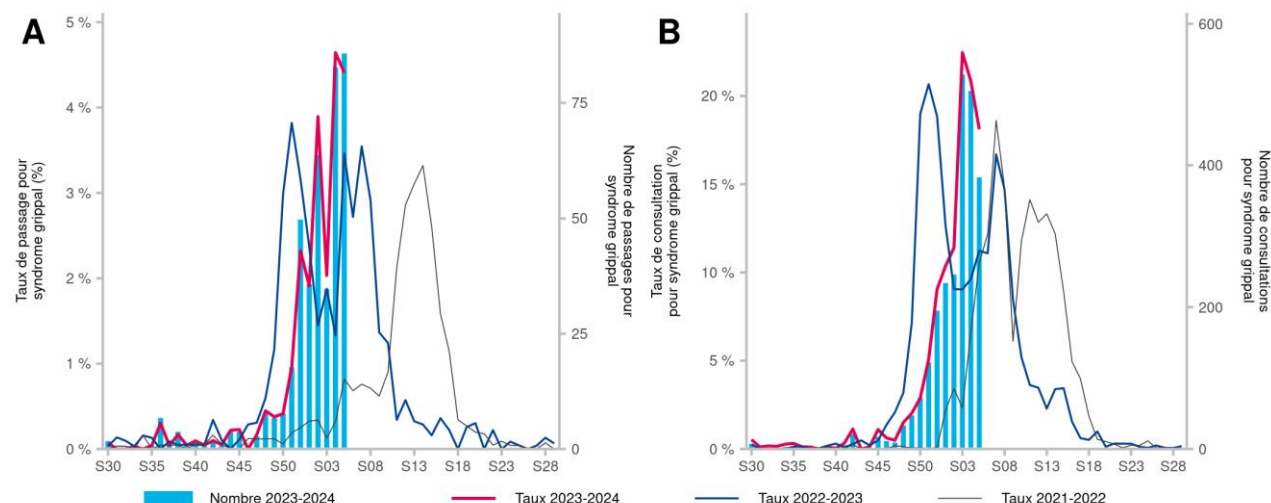 A
5 %
4 %
3 %
2 %
1 %
0 %
Taux de passage pour
syndrome grippal (%)
75
50
25
0
Nombre de passages pour
syndrome grippal
S30 S35 S40 S45 S50 S03 S08 S13 S18 S23 S28
B
20 %
15 %
10 %
5 %
0 %
Taux de consultation
pour syndrome grippal (%)
600
400
200
0
Nombre de consultations
pour syndrome grippal
S30 S35 S40 S45 S50 S03 S08 S13 S18 S23 S28
Nombre 2023-2024 Taux 2023-2024 Taux 2022-2023 Taux 2021-2022